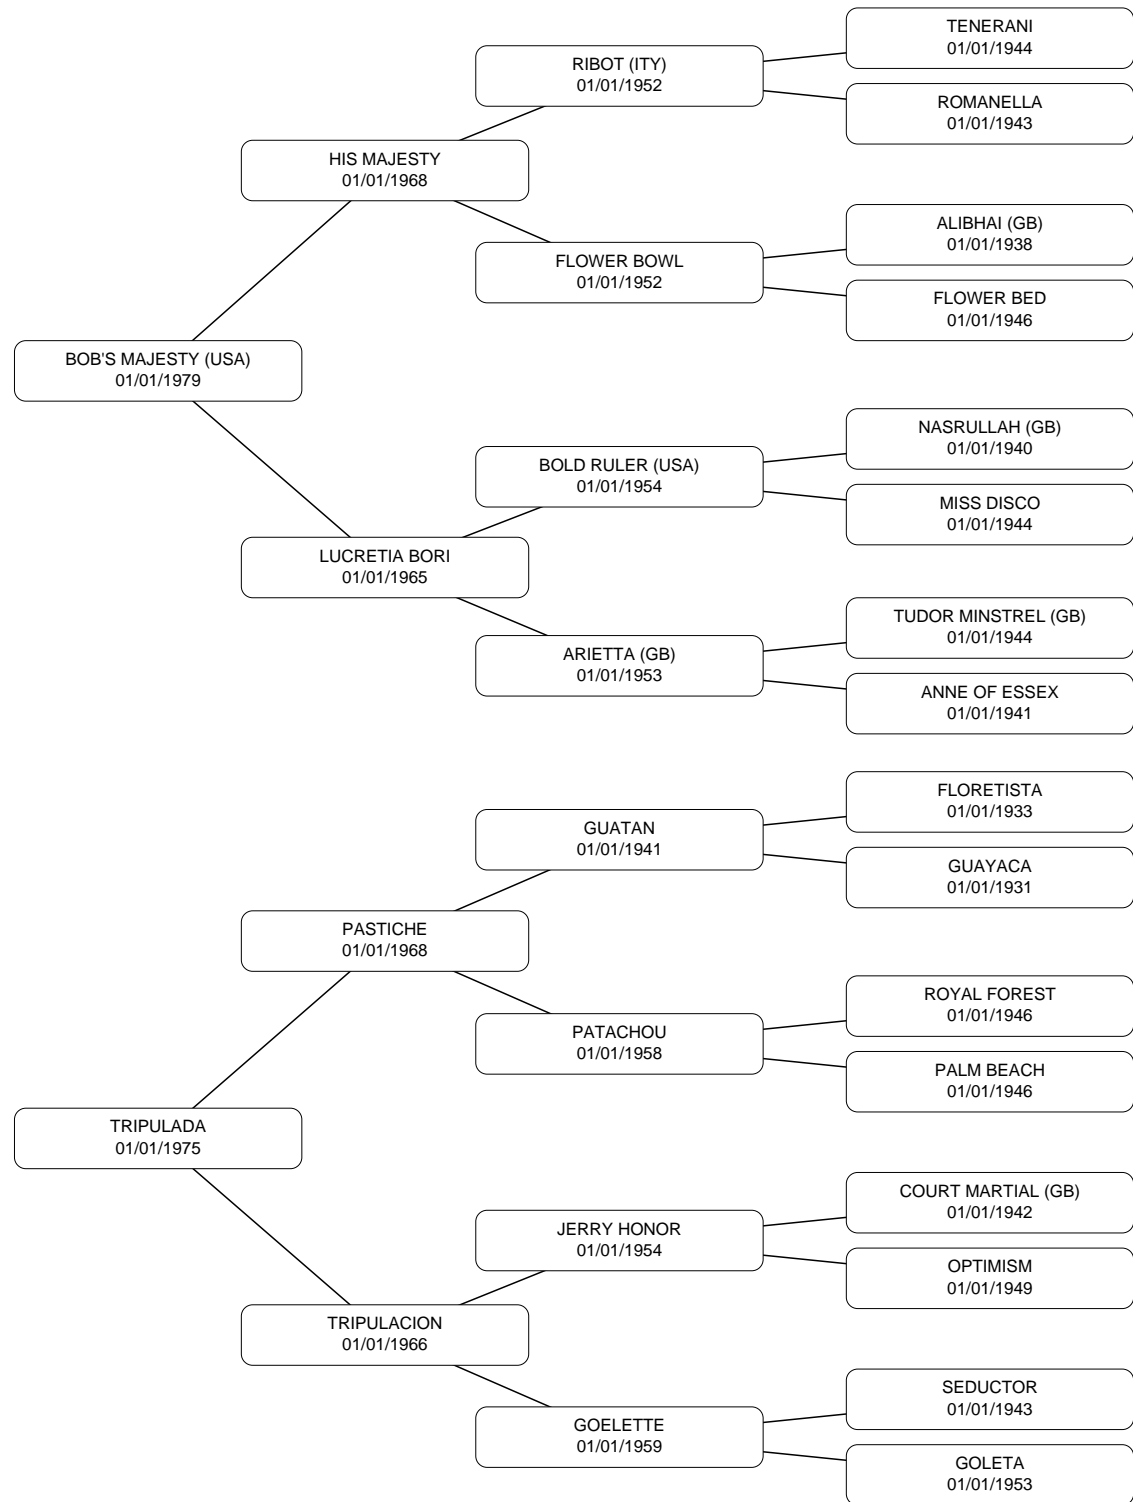 TENERANI
01/01/1944
RIBOT (ITY)
01/01/1952
ROMANELLA
01/01/1943
HIS MAJESTY
01/01/1968
ALIBHAI (GB)
01/01/1938
FLOWER BOWL
01/01/1952
FLOWER BED
01/01/1946
BOB'S MAJESTY (USA)
01/01/1979
NASRULLAH (GB)
01/01/1940
BOLD RULER (USA)
01/01/1954
MISS DISCO
01/01/1944
LUCRETIA BORI
01/01/1965
TUDOR MINSTREL (GB)
01/01/1944
ARIETTA (GB)
01/01/1953
ANNE OF ESSEX
01/01/1941
FLORETISTA
01/01/1933
GUATAN
01/01/1941
GUAYACA
01/01/1931
PASTICHE
01/01/1968
ROYAL FOREST
01/01/1946
PATACHOU
01/01/1958
PALM BEACH
01/01/1946
TRIPULADA
01/01/1975
COURT MARTIAL (GB)
01/01/1942
JERRY HONOR
01/01/1954
OPTIMISM
01/01/1949
TRIPULACION
01/01/1966
SEDUCTOR
01/01/1943
GOELETTE
01/01/1959
GOLETA
01/01/1953